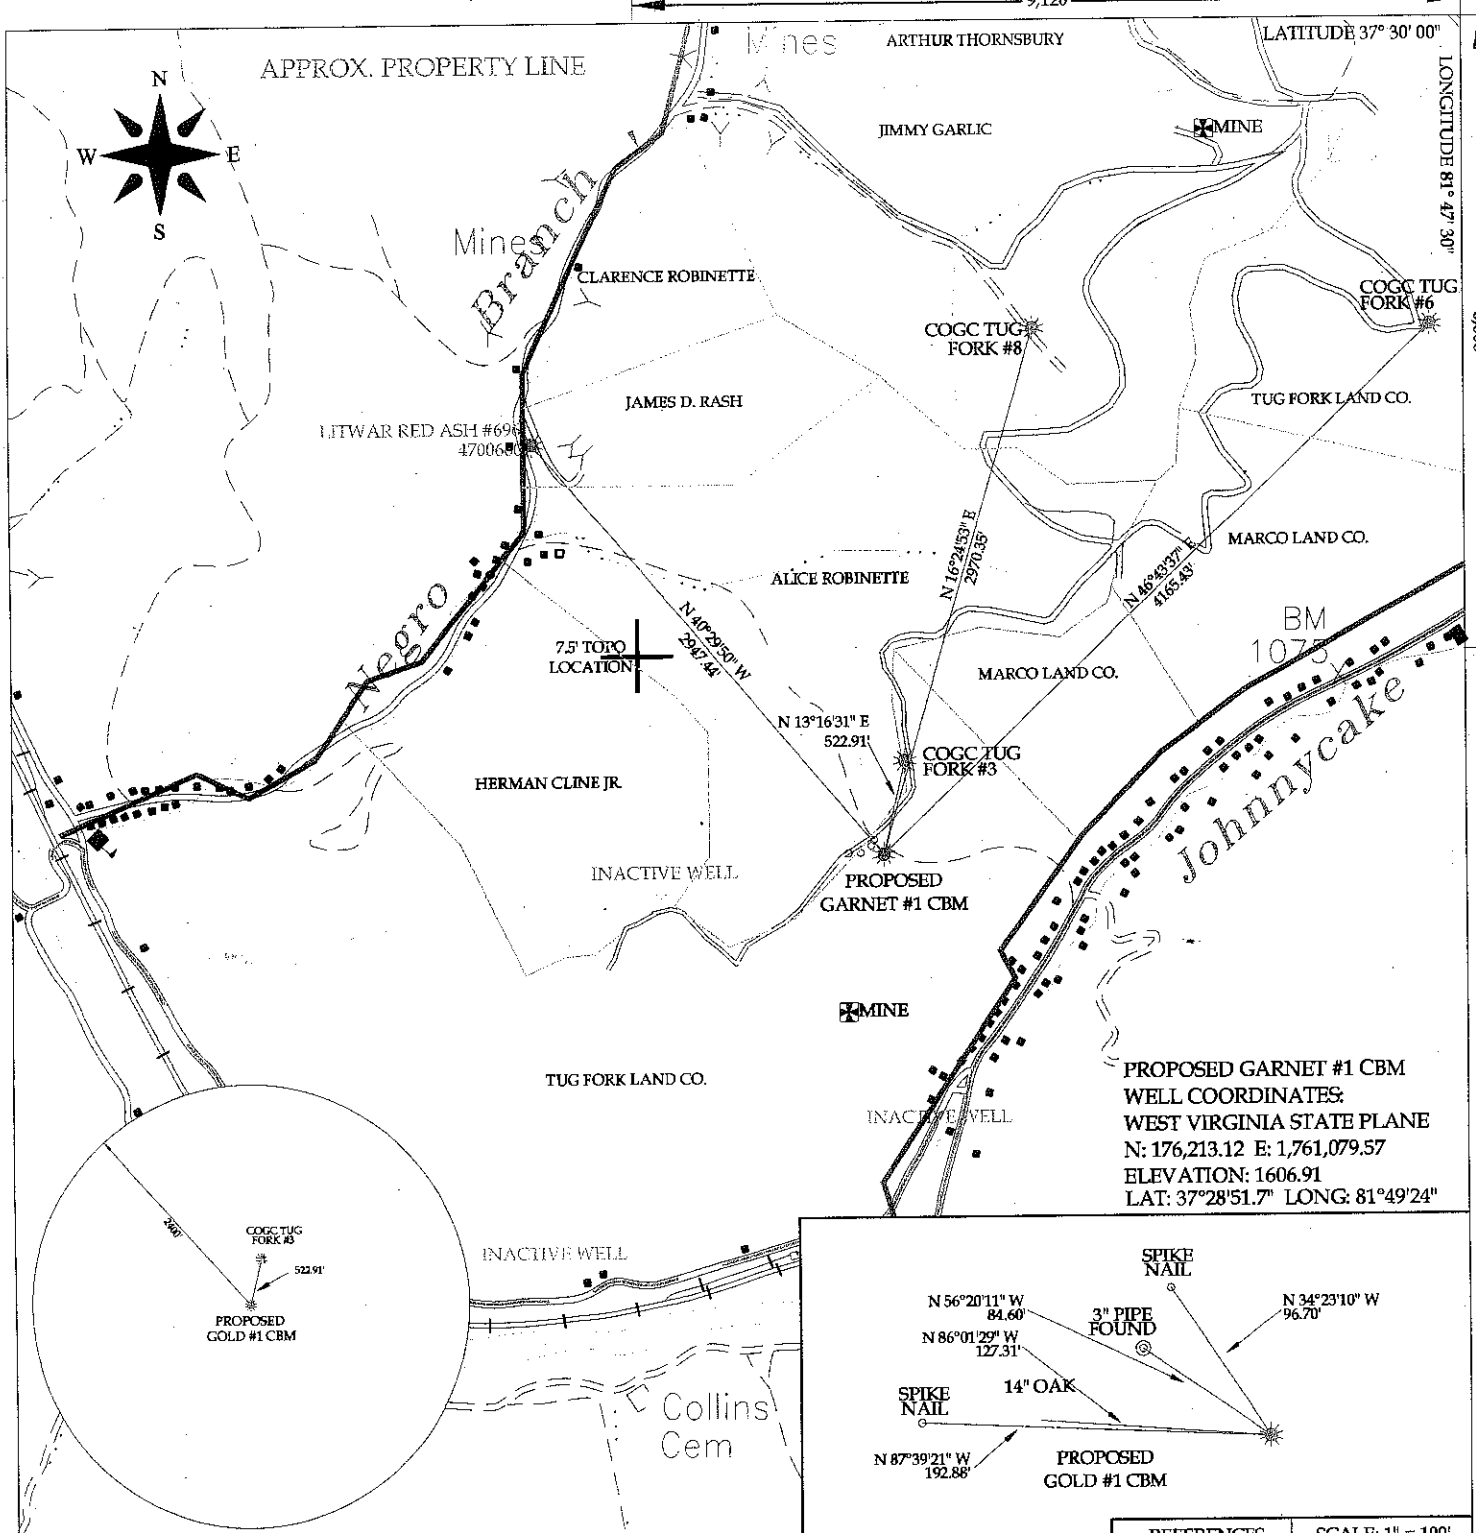 9,120'
LATITUDE 37° 30' 00"
LONGITUDE 81° 47' 30"
APPROX. PROPERTY LINE
N
W
E
S
Mines
ARTHUR THORNSBURY
JIMMY GARLIC
MINE
Mines
Branch
CLARENCE ROBINETTE
COGC TUG
FORK #6
COGC TUG
FORK #8
JAMES D. RASH
TUG FORK LAND CO.
LITWAR RED ASH #69
470068
MARCO LAND CO.
N 16°24'53" E
2970.35'
N 46°43'37" E
4165.43'
ALICE ROBINETTE
Negro
7.5' TOPO
LOCATION
N 40°29'50" W
2947.44'
BM
1075
MARCO LAND CO.
N 13°16'31" E
522.91'
COGC TUG
FORK #3
Johnnycake
HERMAN CLINE JR.
INACTIVE WELL
PROPOSED
GARNET #1 CBM
MINE
TUG FORK LAND CO.
INACTIVE WELL
PROPOSED GARNET #1 CBM
WELL COORDINATES:
WEST VIRGINIA STATE PLANE
N: 176,213.12 E: 1,761,079.57
ELEVATION: 1606.91
LAT: 37°28'51.7" LONG: 81°49'24"
2400'
COGC TUG
FORK #3
522.91'
PROPOSED
GOLD #1 CBM
INACTIVE WELL
Collins
Cem
SPIKE
NAIL
N 56°20'11" W
84.60'
3" PIPE
FOUND
N 34°23'10" W
96.70'
N 86°01'29" W
127.31'
14" OAK
SPIKE
NAIL
N 87°39'21" W
192.88'
PROPOSED
GOLD #1 CBM
REFERENCES
SCALE: 1" = 100'